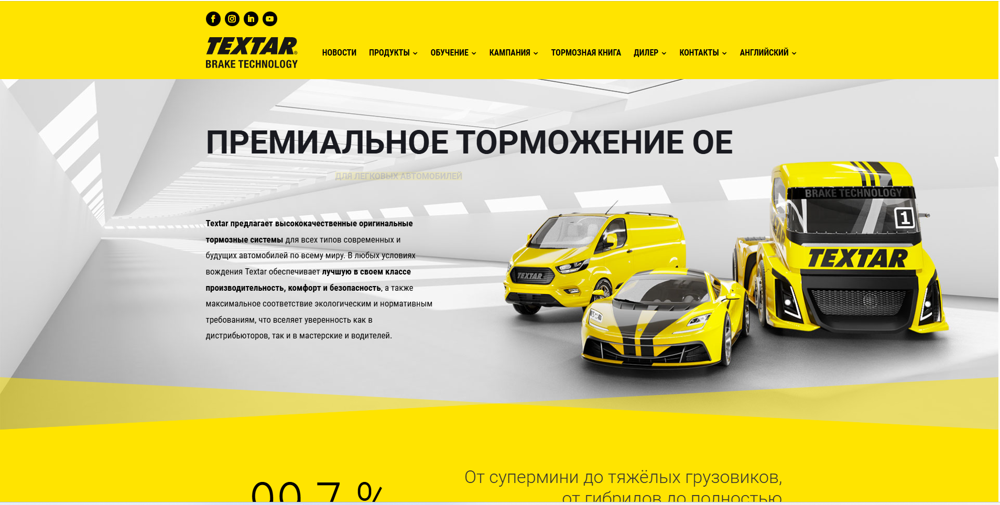 TEXTAR®
BRAKE TECHNOLOGY
НОВОСТИ ПРОДУКТЫ ОБУЧЕНИЕ КАМПАНИЯ ТОРМОЗНАЯ КНИГА ДИЛЕР КОНТАКТЫ АНГЛИЙСКИЙ
ПРЕМИАЛЬНОЕ ТОРМОЖЕНИЕ OE
ДЛЯ ЛЕГКОВЫХ АВТОМОБИЛЕЙ
Textar предлагает высококачественные оригинальные
тормозные системы для всех типов современных и
будущих автомобилей по всему миру. В любых условиях
вождения Textar обеспечивает лучшую в своем классе
производительность, комфорт и безопасность, а также
максимальное соответствие экологическим и нормативным
требованиям, что вселяет уверенность как в
дистрибьюторов, так и в мастерские и водителей.
BRAKE TECHNOLOGY
1
TEXTAR
TEXTAR
99.7 %
От супермини до тяжёлых грузовиков,
от гибридов до полностью